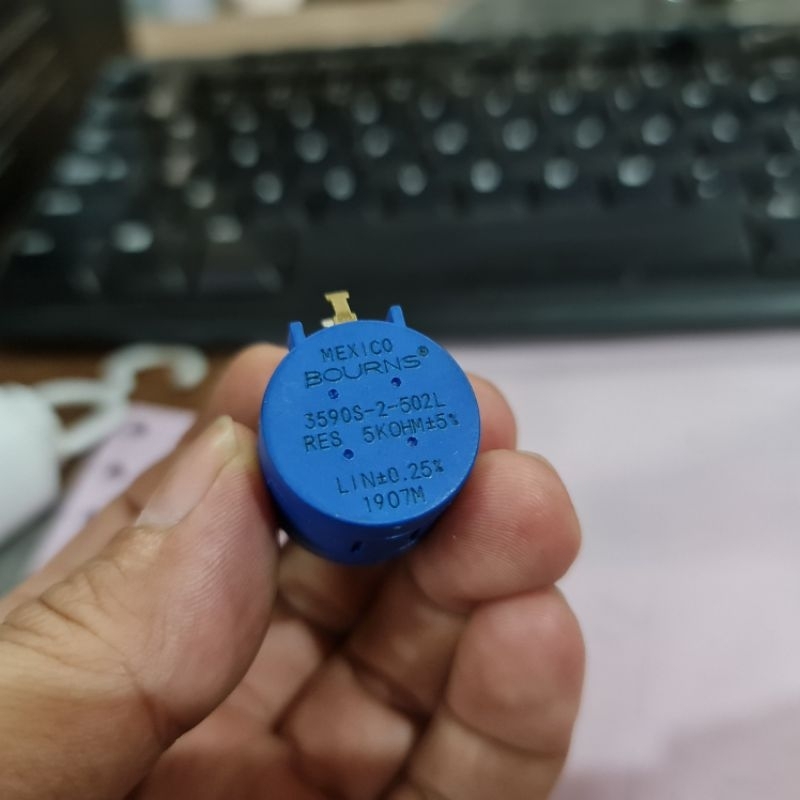 MEXICO
BOURNS®
3590S-2-502L
RES 5KOHM±5%
LIN±0.25%
1907M